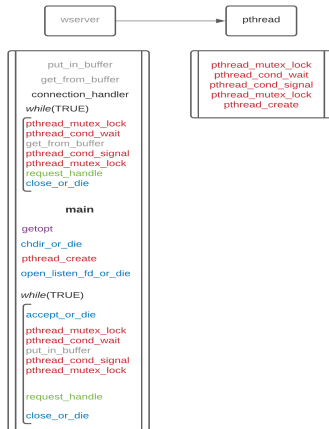 wserver
pthread
put_in_buffer
get_from_buffer
connection_handler
while(TRUE)
pthread_mutex_lock
pthread_cond_wait
get_from_buffer
pthread_cond_signal
pthread_mutex_lock
request_handle
close_or_die
main
getopt
chdir_or_die
pthread_create
open_listen_fd_or_die
while(TRUE)
accept_or_die
pthread_mutex_lock
pthread_cond_wait
put_in_buffer
pthread_cond_signal
pthread_mutex_lock
request_handle
close_or_die
pthread_mutex_lock
pthread_cond_wait
pthread_cond_signal
pthread_mutex_lock
pthread_create